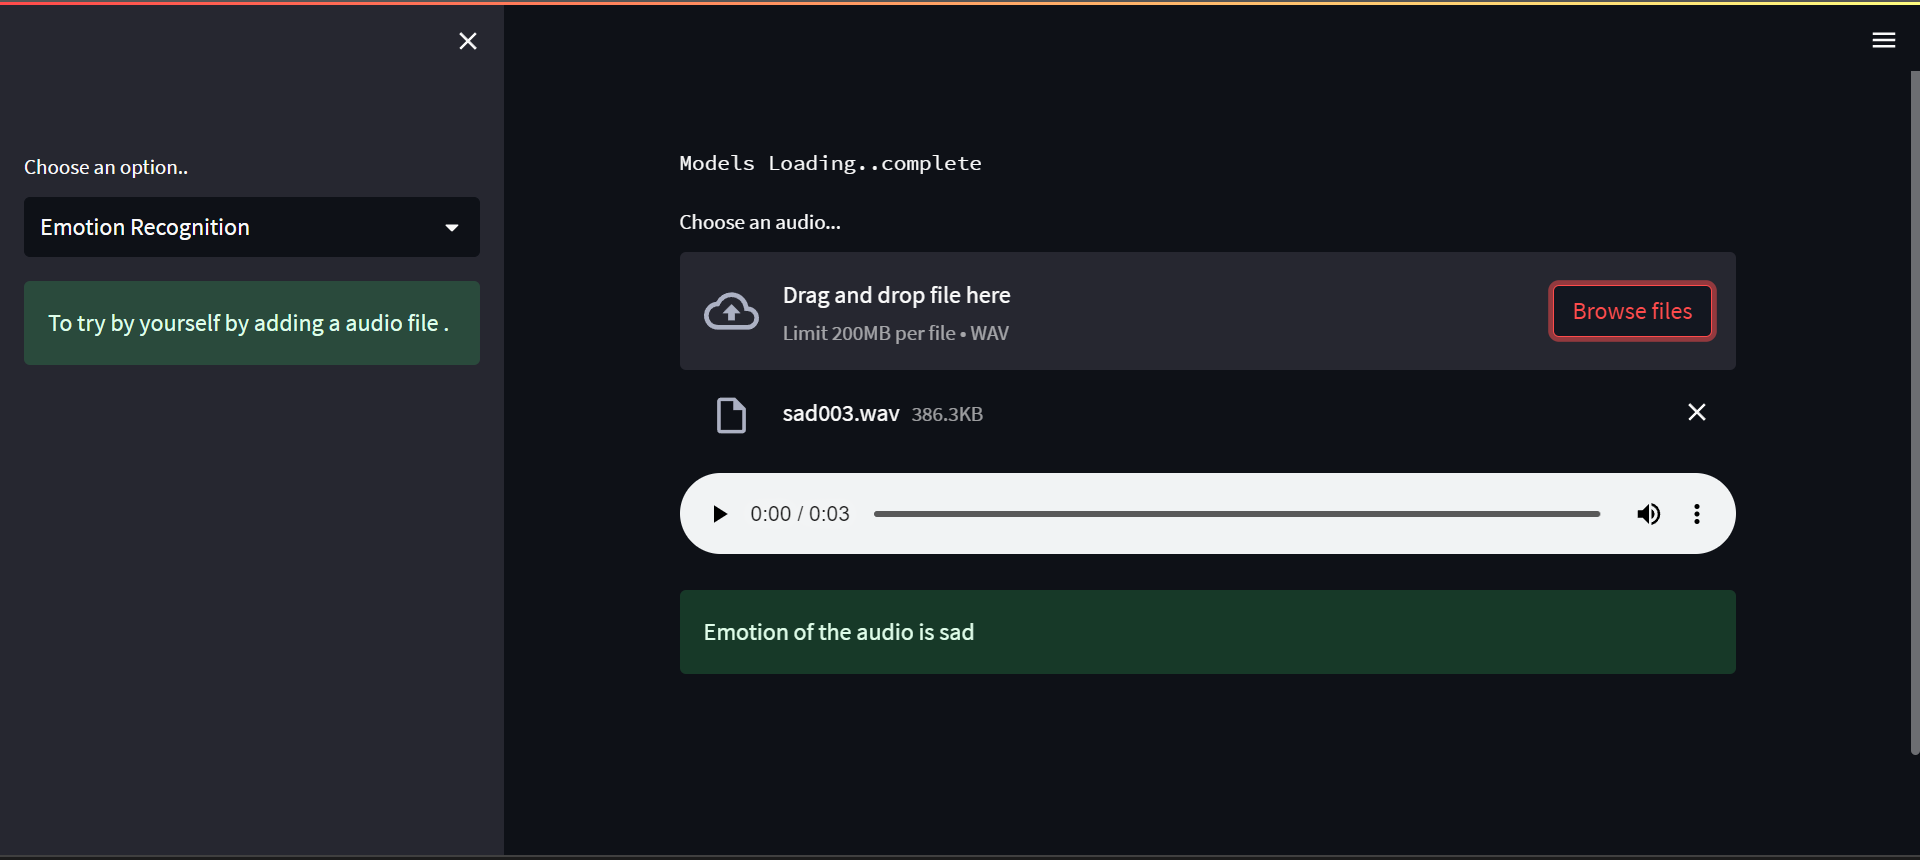 Choose an option..
Emotion Recognition
To try by yourself by adding a audio file .
Models Loading..complete
Choose an audio...
Drag and drop file here
Limit 200MB per file • WAV
Browse files
sad003.wav 386.3KB
0:00 / 0:03
Emotion of the audio is sad